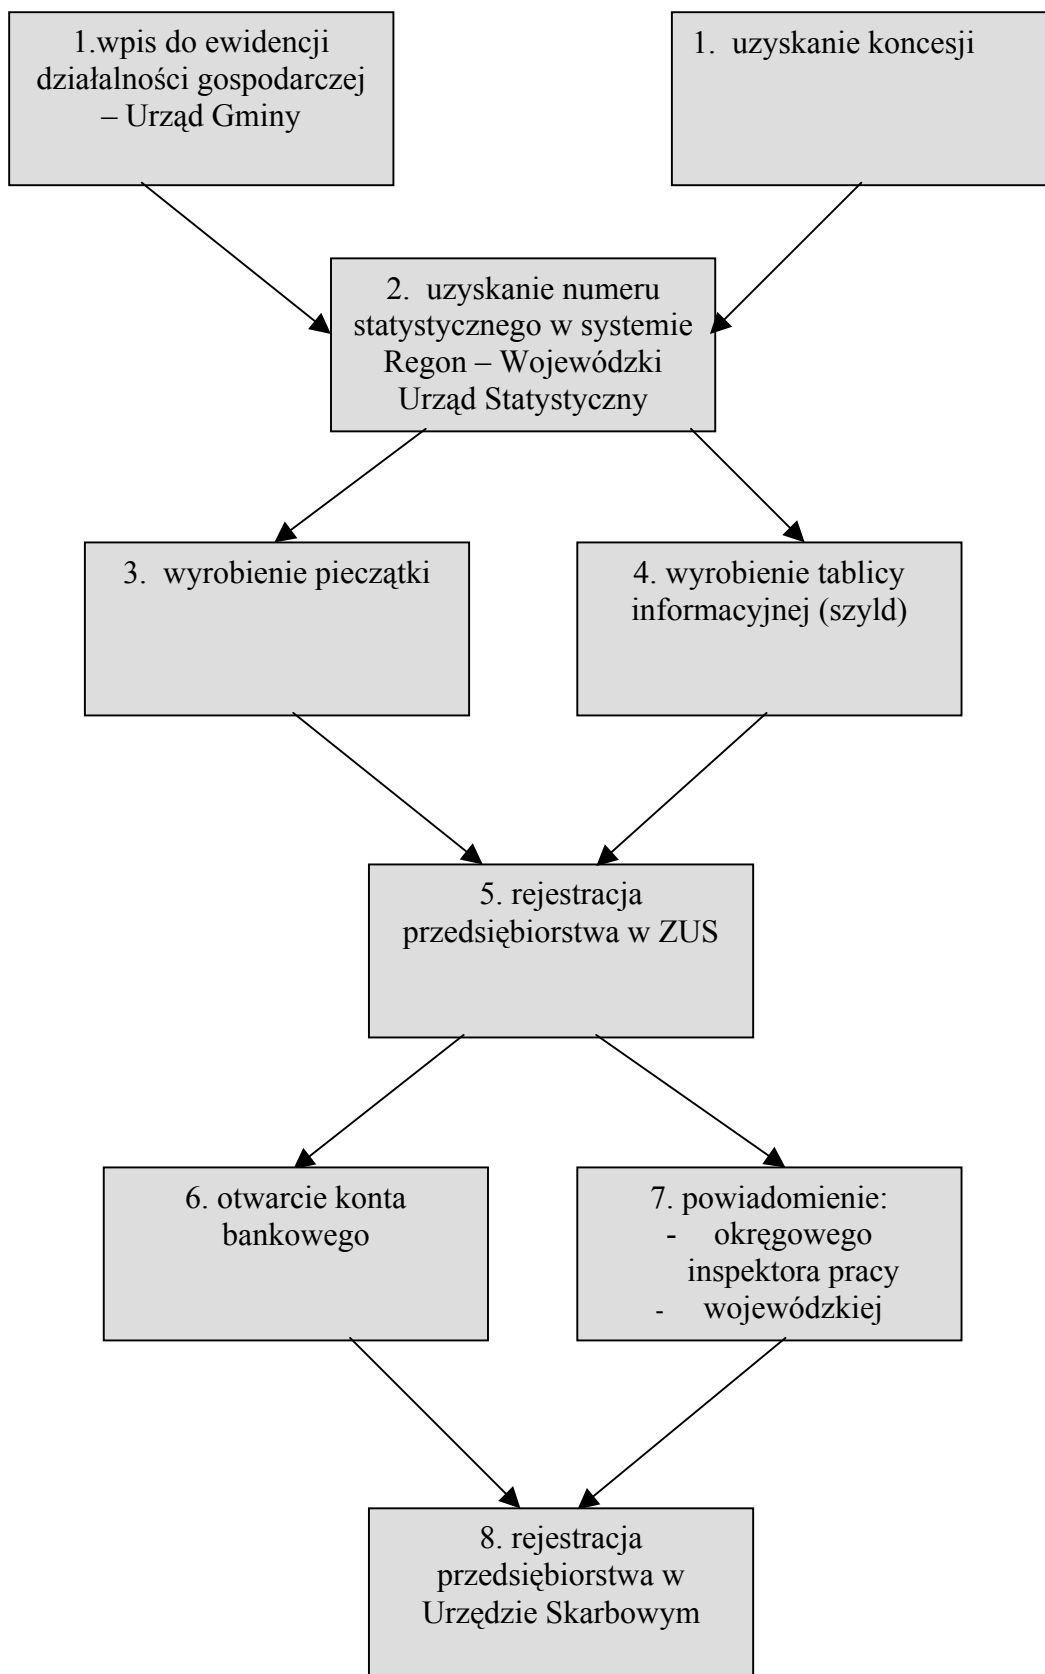 1.wpis do ewidencji
działalności gospodarczej
– Urząd Gminy
1. uzyskanie koncesji
2. uzyskanie numeru
statystycznego w systemie
Regon – Wojewódzki
Urząd Statystyczny
3. wyrobienie pieczątki
4. wyrobienie tablicy
informacyjnej (szyld)
5. rejestracja
przedsiębiorstwa w ZUS
6. otwarcie konta
bankowego
7. powiadomienie:
- okręgowego
inspektora pracy
- wojewódzkiej
8. rejestracja
przedsiębiorstwa w
Urzędzie Skarbowym